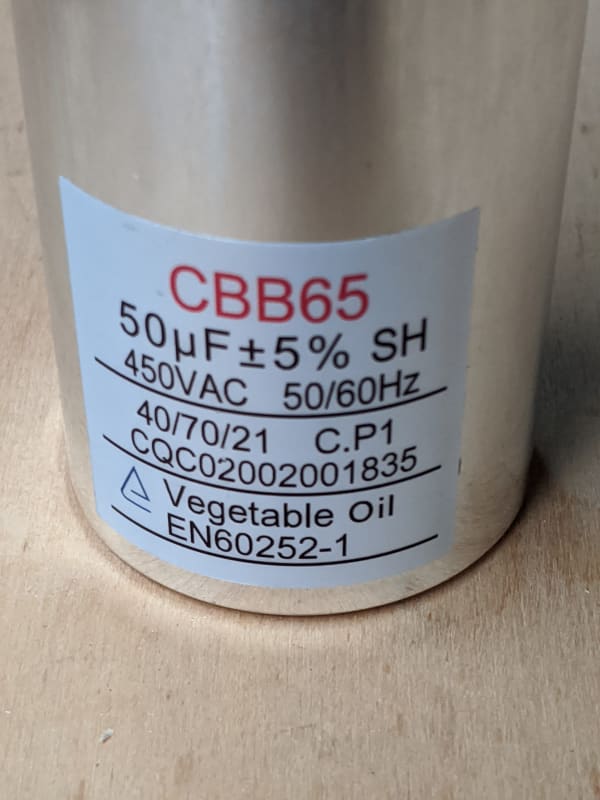 CBB65
50µF±5% SH
450VAC 50/60Hz
40/70/21 C.P1
CQC02002001835
Vegetable Oil
EN60252-1